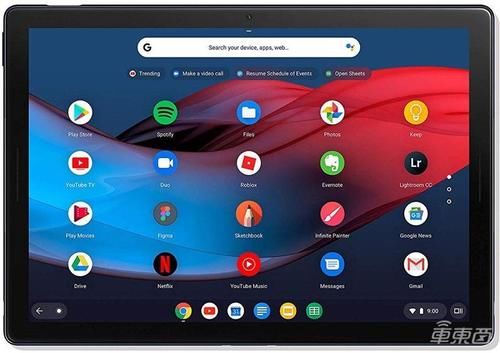 G Search your device, apps, web...
Trending Make a video call Resume Schedule of Events Open Sheets
Play Store Spotify Files Photos Keep
YouTube TV Duo Roblox Evernote Lr Lightroom CC
Play Movies Figma Sketchbook Infinite Painter Google News
Drive Netflix YouTube Music Messages Gmail
31 9:00
車東西